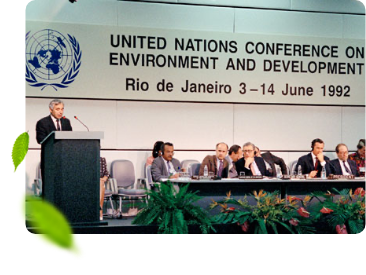 UNITED NATIONS CONFERENCE ON
ENVIRONMENT AND DEVELOPMENT
Rio de Janeiro 3–14 June 1992